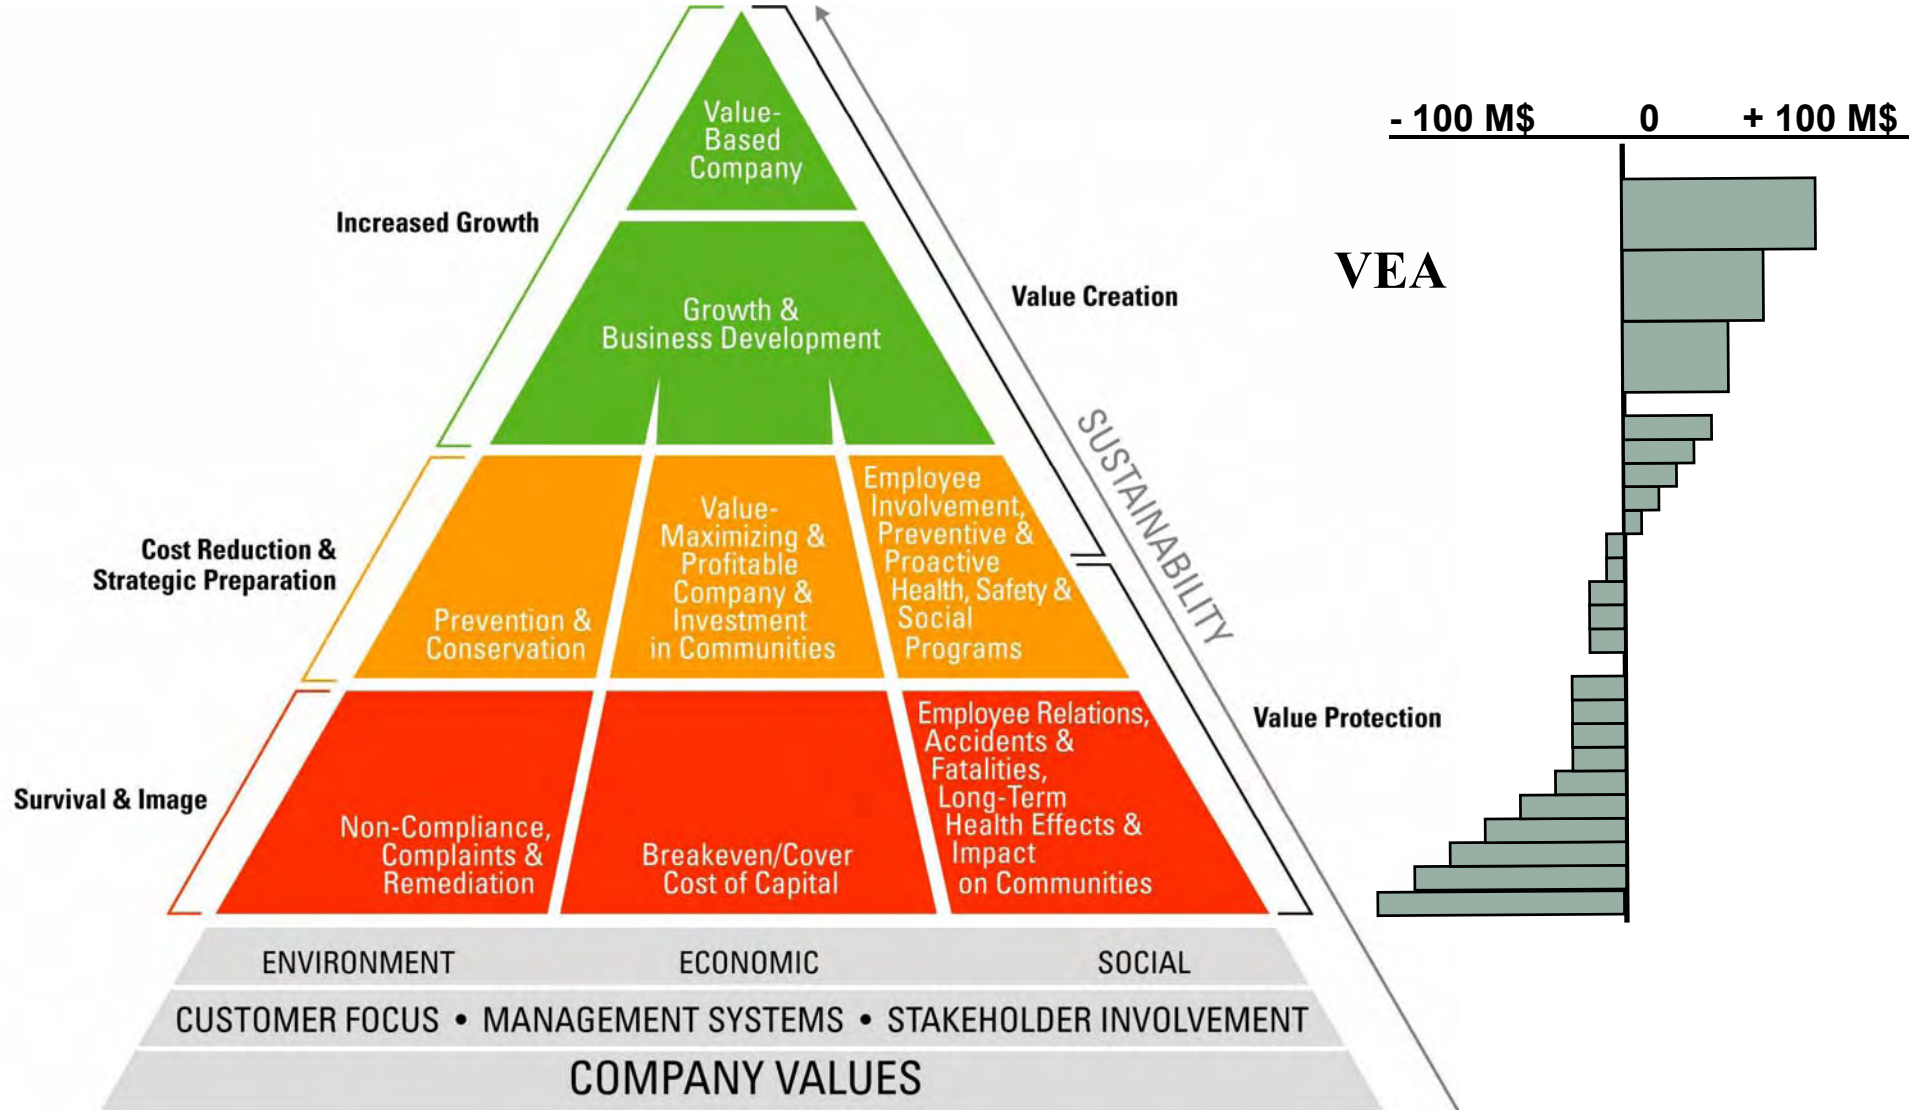 Value-
Based
Company
- 100 M$ 0 + 100 M$
Increased Growth
VEA
Growth &
Business Development
Value Creation
SUSTAINABILITY
Cost Reduction &
Strategic Preparation
Prevention &
Conservation
Value-
Maximizing &
Profitable
Company &
Investment
in Communities
Employee
Involvement,
Preventive &
Proactive
Health, Safety &
Social
Programs
Value Protection
Survival & Image
Non-Compliance,
Complaints &
Remediation
Breakeven/Cover
Cost of Capital
Employee Relations,
Accidents &
Fatalities,
Long-Term
Health Effects &
Impact
on Communities
ENVIRONMENT ECONOMIC SOCIAL
CUSTOMER FOCUS • MANAGEMENT SYSTEMS • STAKEHOLDER INVOLVEMENT
COMPANY VALUES